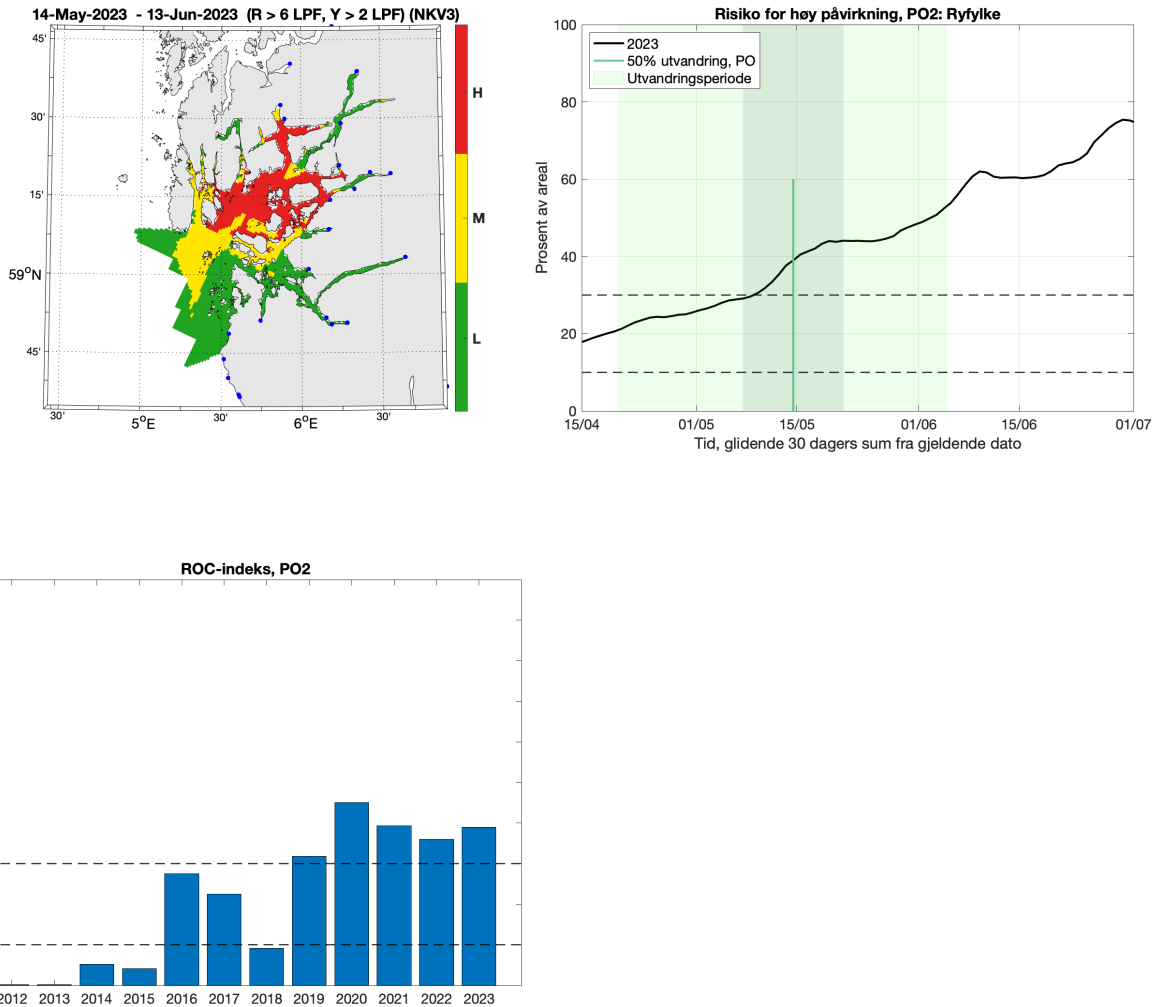 14-May-2023 - 13-Jun-2023 (R > 6 LPF, Y > 2 LPF) (NKV3)
45'
30'
15'
59°N
45'
30'
5°E
30'
6°E
30'
H
M
L
Risiko for høy påvirkning, PO2: Ryfylke
2023
50% utvandring, PO
Utvandringsperiode
Prosent av areal
100
80
60
40
20
0
15/04
01/05
15/05
01/06
15/06
01/07
Tid, glidende 30 dagers sum fra gjeldende dato
ROC-indeks, PO2
2012
2013
2014
2015
2016
2017
2018
2019
2020
2021
2022
2023